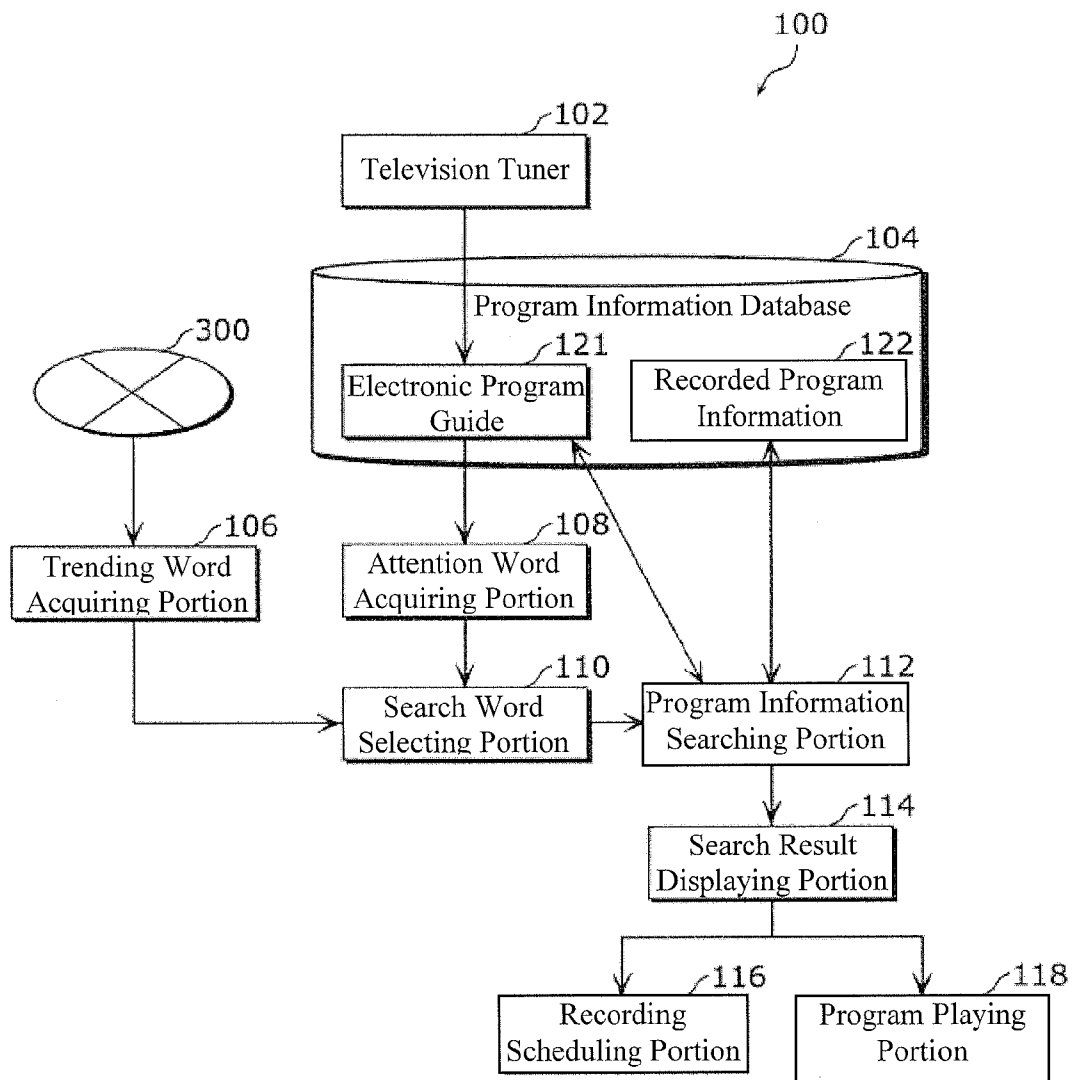 100
102
Television Tuner
104
Program Information Database
300
121
122
Electronic Program
Guide
Recorded Program
Information
106
108
Trending Word
Acquiring Portion
Attention Word
Acquiring Portion
110
112
Search Word
Selecting Portion
Program Information
Searching Portion
114
Search Result
Displaying Portion
116
118
Recording
Scheduling Portion
Program Playing
Portion